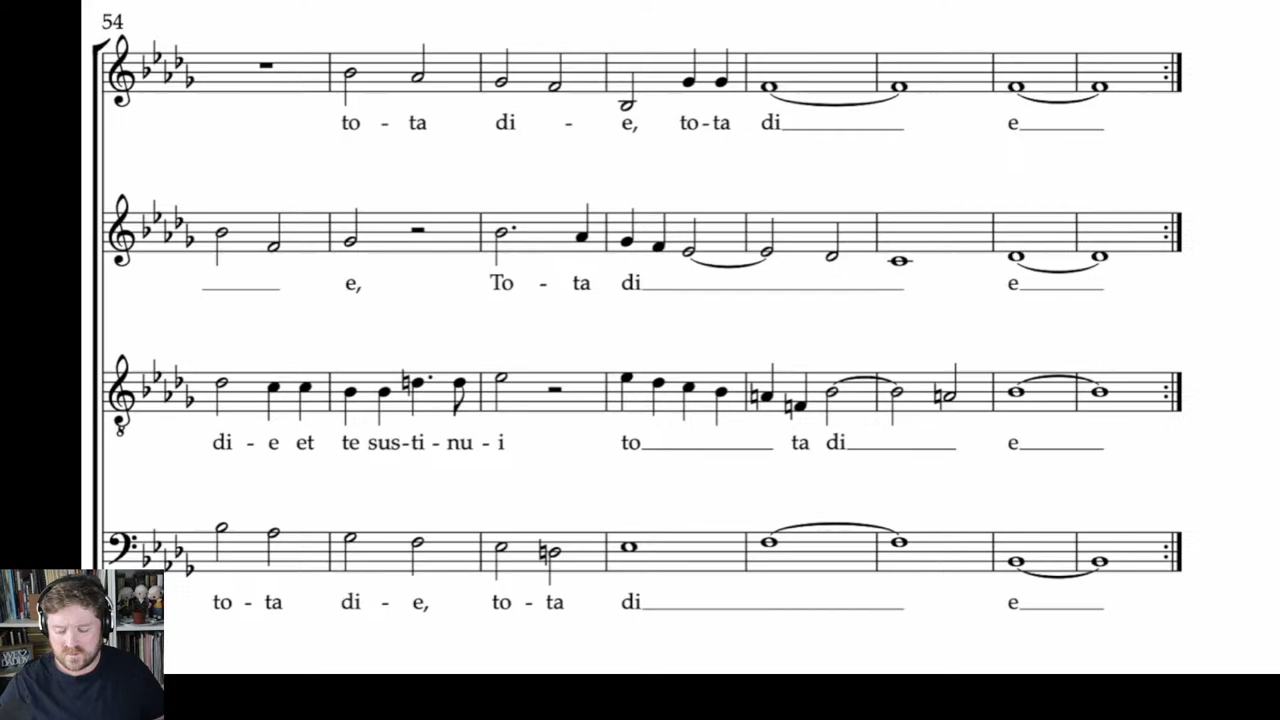 54
to - ta di - e, to-ta di e
e, To - ta di e
di - e et te sus-ti-nu-i to ta di e
to - ta di - e, to - ta di e